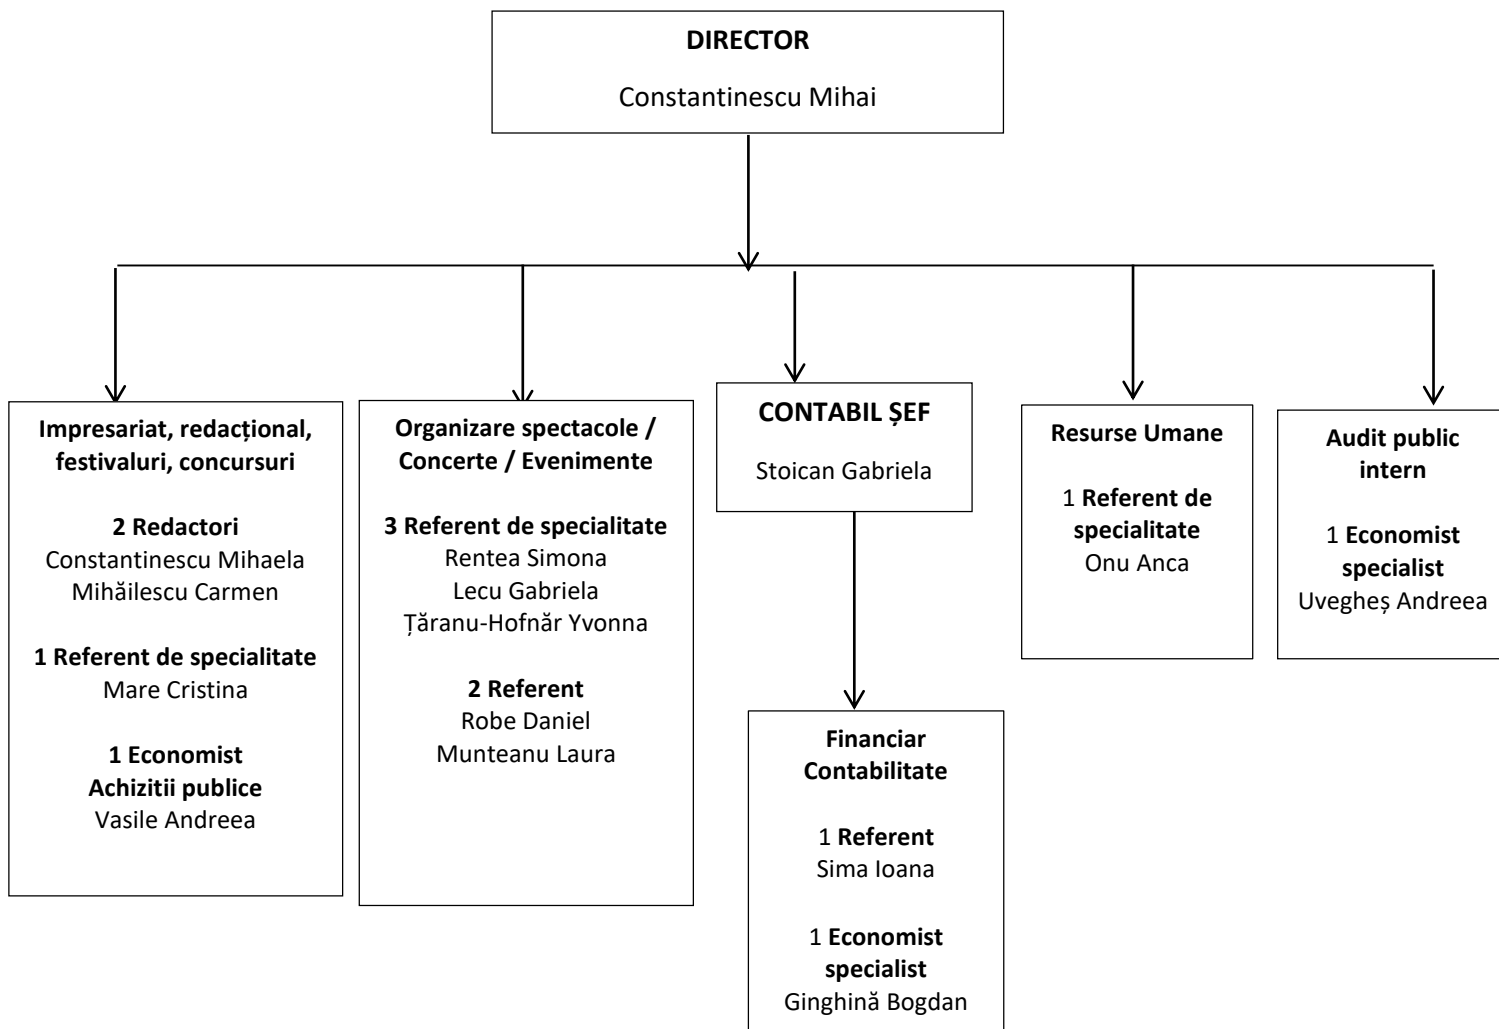 DIRECTOR
Constantinescu Mihai
Impresariat, redacțional,
festivaluri, concursuri
2 Redactori
Constantinescu Mihaela
Mihăilescu Carmen
1 Referent de specialitate
Mare Cristina
1 Economist
Achizitii publice
Vasile Andreea
Organizare spectacole /
Concerte / Evenimente
3 Referent de specialitate
Rentea Simona
Lecu Gabriela
Țăranu-Hofnăr Yvonna
2 Referent
Robe Daniel
Munteanu Laura
CONTABIL ȘEF
Stoican Gabriela
Financiar
Contabilitate
1 Referent
Sima Ioana
1 Economist
specialist
Ginghină Bogdan
Resurse Umane
1 Referent de
specialitate
Onu Anca
Audit public
intern
1 Economist
specialist
Uvegheș Andreea